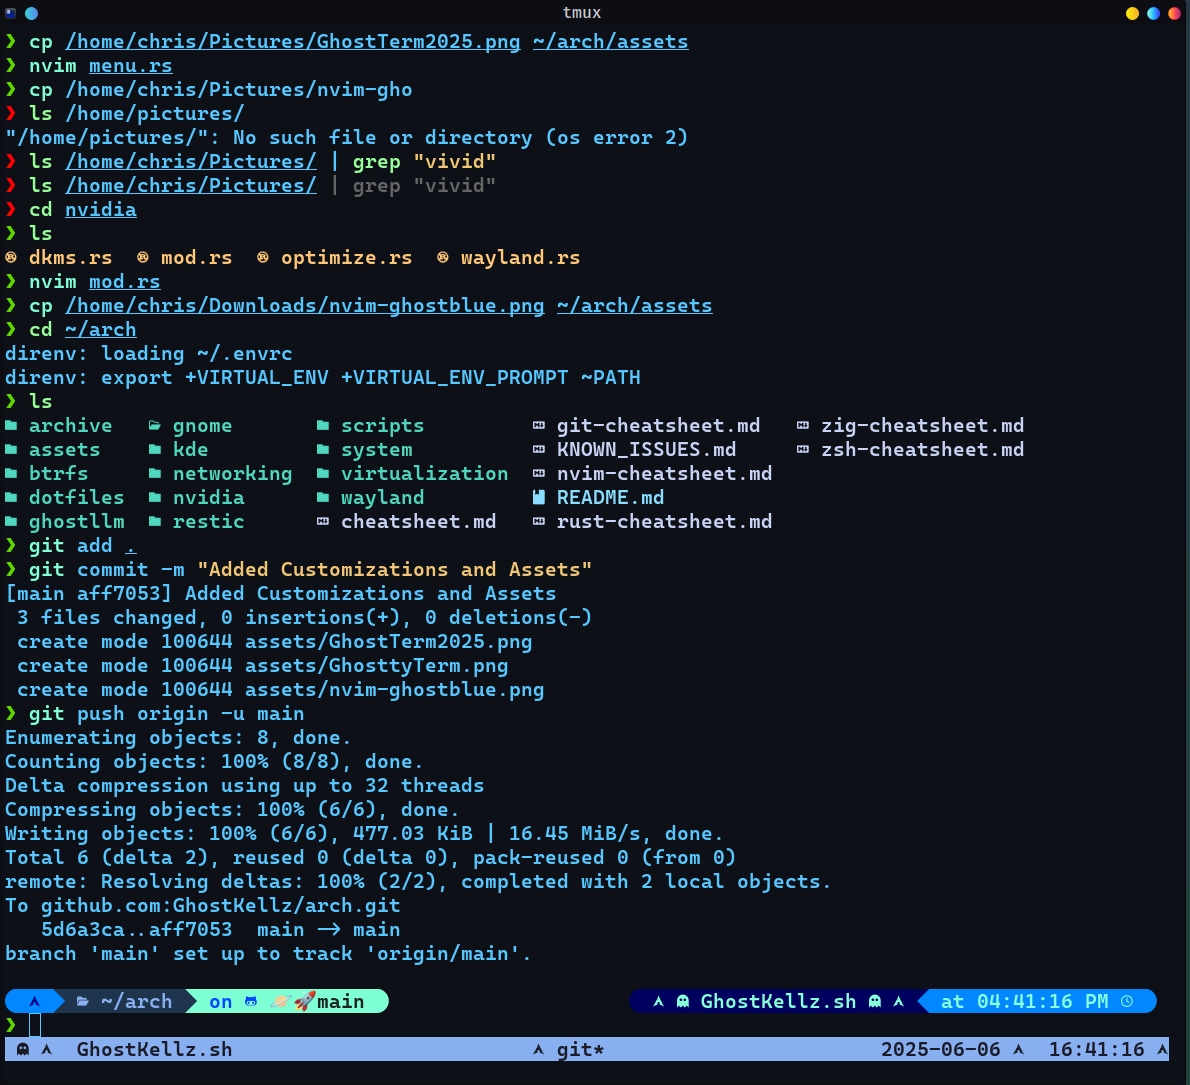 tmux
❯ cp /home/chris/Pictures/GhostTerm2025.png ~/arch/assets
❯ nvim menu.rs
❯ cp /home/chris/Pictures/nvim-gho
❯ ls /home/pictures/
"/home/pictures/": No such file or directory (os error 2)
❯ ls /home/chris/Pictures/ | grep "vivid"
❯ ls /home/chris/Pictures/ | grep "vivid"
❯ cd nvidia
❯ ls
dkms.rs mod.rs optimize.rs wayland.rs
❯ nvim mod.rs
❯ cp /home/chris/Downloads/nvim-ghostblue.png ~/arch/assets
❯ cd ~/arch
direnv: loading ~/.envrc
direnv: export +VIRTUAL_ENV +VIRTUAL_ENV_PROMPT ~PATH
❯ ls
archive gnome scripts git-cheatsheet.md zig-cheatsheet.md
assets kde system KNOWN_ISSUES.md zsh-cheatsheet.md
btrfs networking virtualization nvim-cheatsheet.md
dotfiles nvidia wayland README.md
ghostllm restic cheatsheet.md rust-cheatsheet.md
❯ git add .
❯ git commit -m "Added Customizations and Assets"
[main aff7053] Added Customizations and Assets
3 files changed, 0 insertions(+), 0 deletions(-)
create mode 100644 assets/GhostTerm2025.png
create mode 100644 assets/GhosttyTerm.png
create mode 100644 assets/nvim-ghostblue.png
❯ git push origin -u main
Enumerating objects: 8, done.
Counting objects: 100% (8/8), done.
Delta compression using up to 32 threads
Compressing objects: 100% (6/6), done.
Writing objects: 100% (6/6), 477.03 KiB | 16.45 MiB/s, done.
Total 6 (delta 2), reused 0 (delta 0), pack-reused 0 (from 0)
remote: Resolving deltas: 100% (2/2), completed with 2 local objects.
To github.com:GhostKellz/arch.git
5d6a3ca..aff7053 main -> main
branch 'main' set up to track 'origin/main'.
~/arch on 🪐🚀main GhostKellz.sh at 04:41:16 PM
❯
GhostKellz.sh git* 2025-06-06 16:41:16